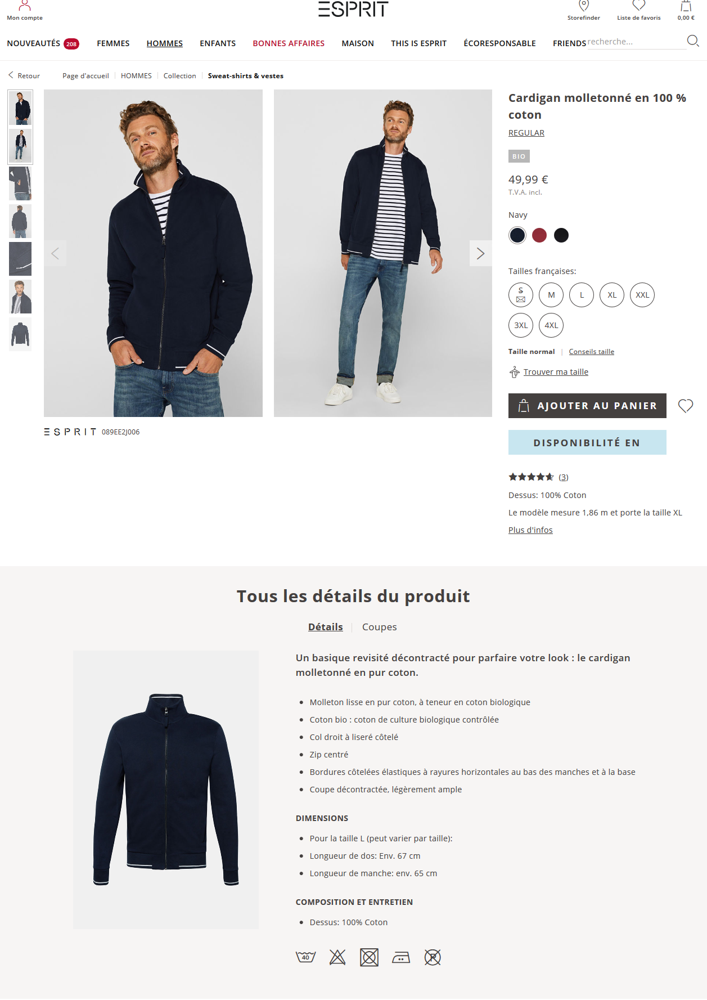 ESPRIT
Mon compte
Storefinder
Liste de favoris
0,00 €
NOUVEAUTÉS 208 FEMMES HOMMES ENFANTS BONNES AFFAIRES MAISON THIS IS ESPRIT ÉCORESPONSABLE FRIENDS recherche...
Retour Page d'accueil HOMMES Collection Sweat-shirts & vestes
Cardigan molletonné en 100 %
coton
REGULAR
BIO
49,99 €
T.V.A. incl.
Navy
Tailles françaises:
S M L XL XXL
3XL 4XL
Taille normal | Conseils taille
Trouver ma taille
AJOUTER AU PANIER
DISPONIBILITÉ EN
ESPRIT 089EE2J006
(3)
Dessus: 100% Coton
Le modèle mesure 1,86 m et porte la taille XL
Plus d'infos
Tous les détails du produit
Détails Coupes
Un basique revisité décontracté pour parfaire votre look : le cardigan
molletonné en pur coton.
Molleton lisse en pur coton, à teneur en coton biologique
Coton bio : coton de culture biologique contrôlée
Col droit à liseré côtelé
Zip centré
Bordures côtelées élastiques à rayures horizontales au bas des manches et à la base
Coupe décontractée, légèrement ample
DIMENSIONS
Pour la taille L (peut varier par taille):
Longueur de dos: Env. 67 cm
Longueur de manche: env. 65 cm
COMPOSITION ET ENTRETIEN
Dessus: 100% Coton
40 P